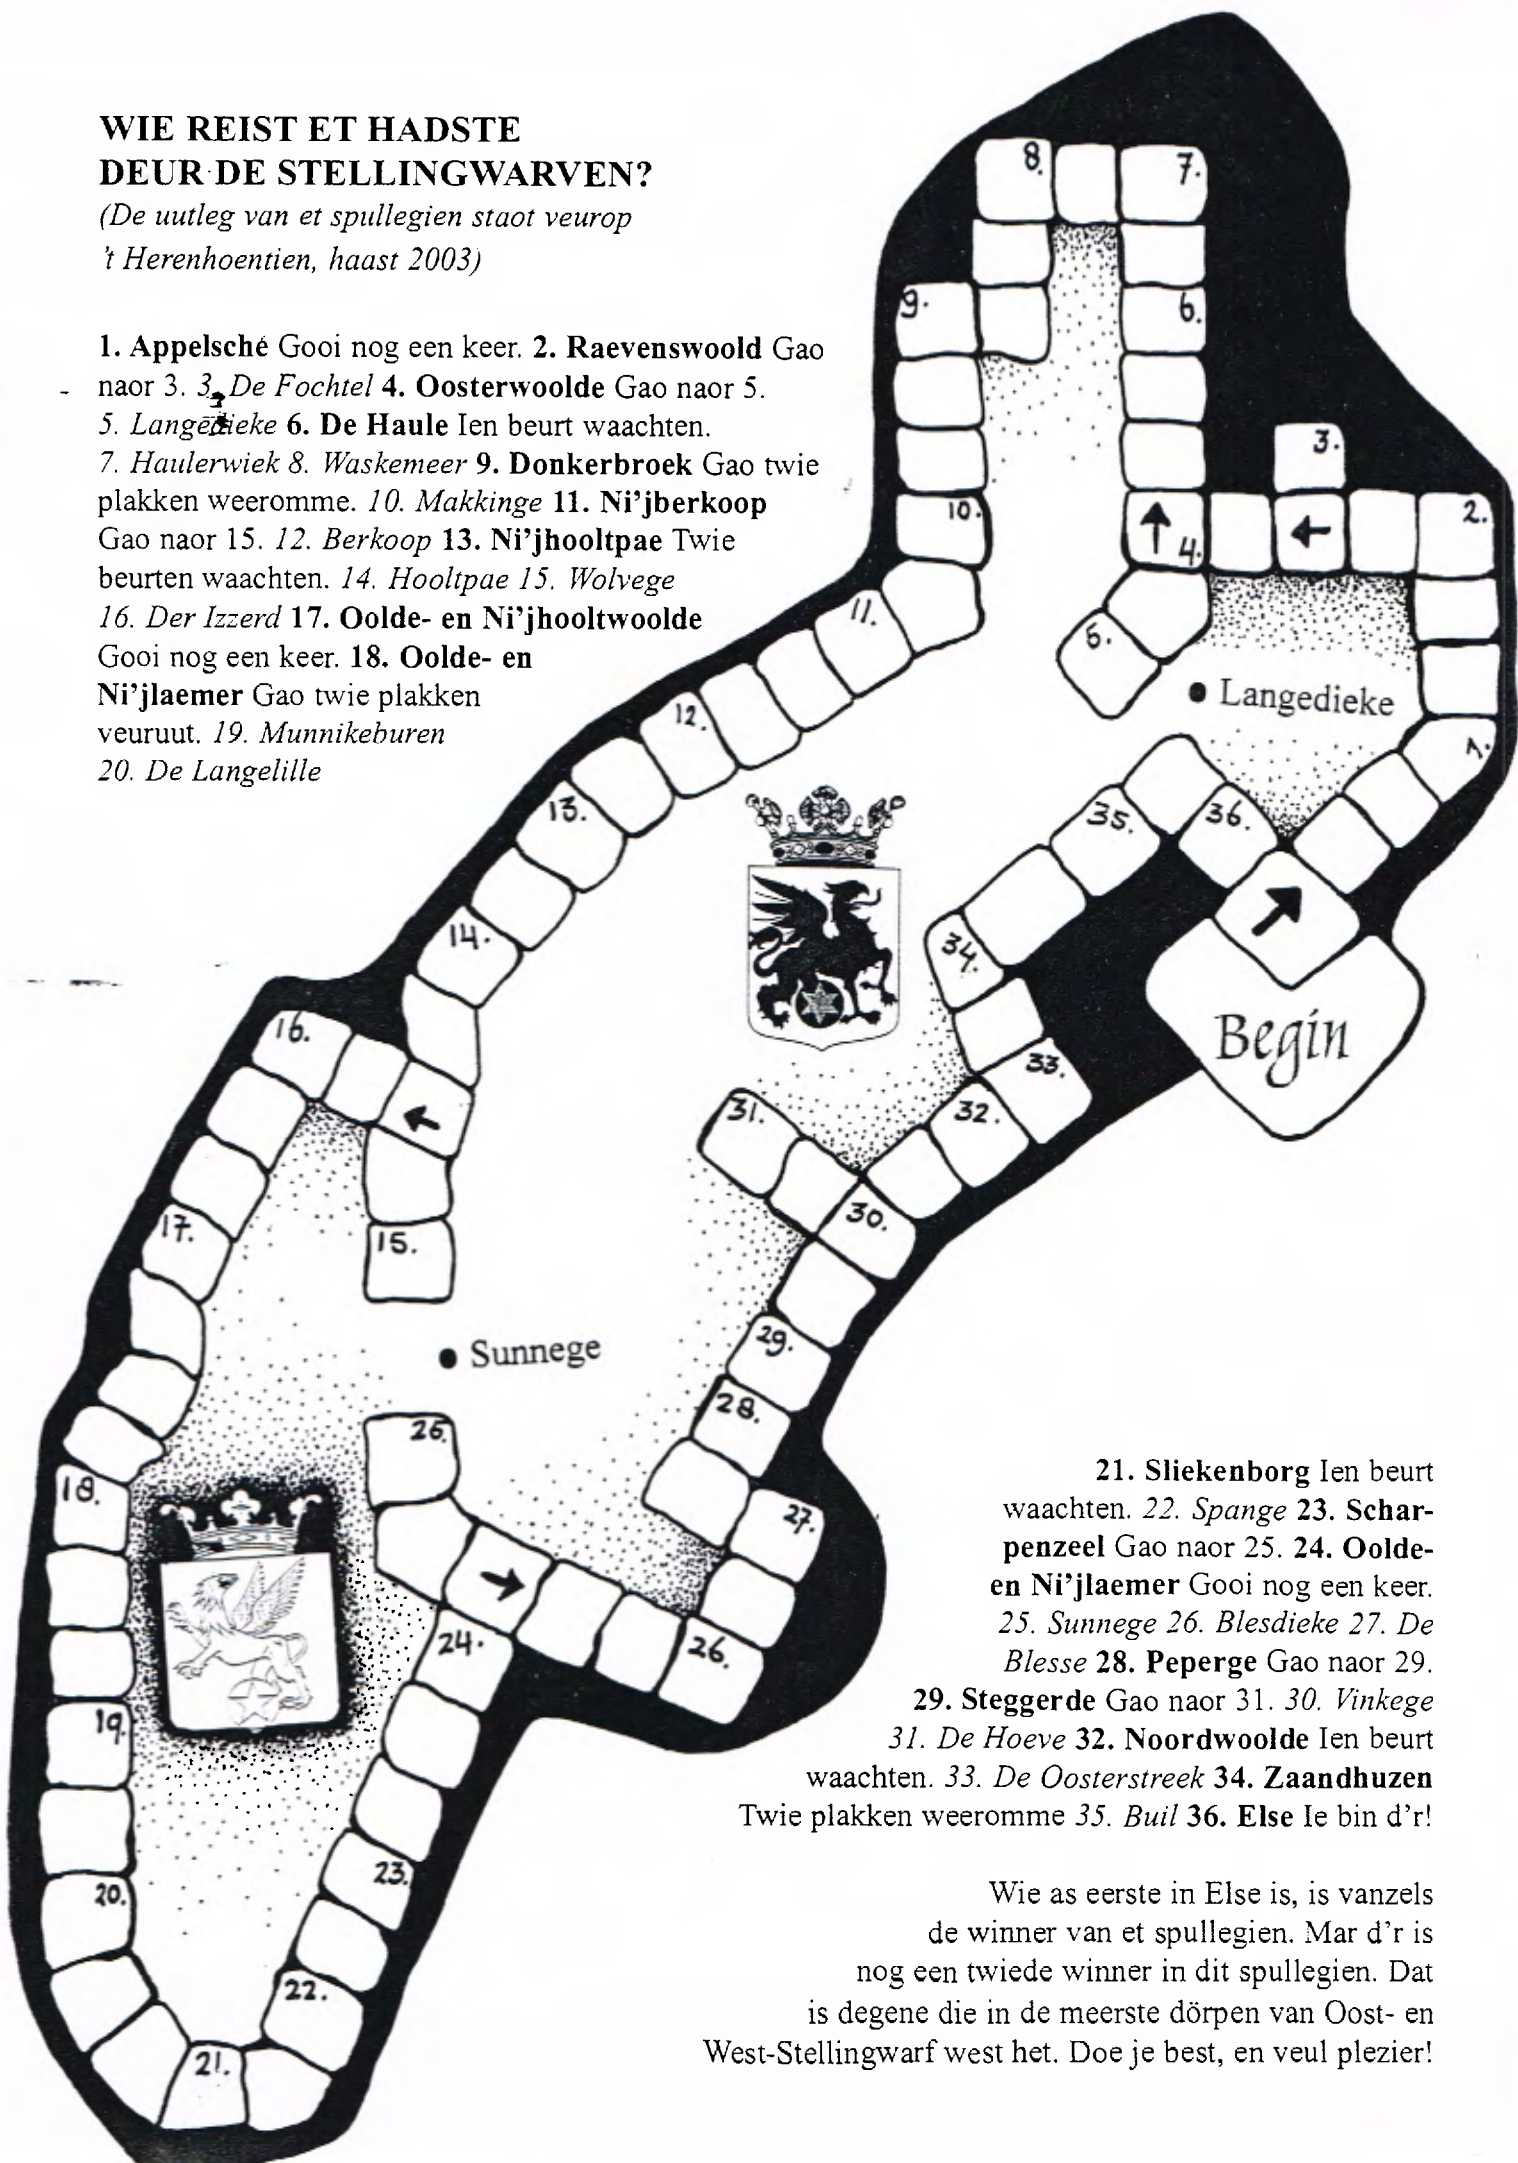 WIE REIST ET HADSTE
DEUR DE STELLINGWARVEN?
(De uutleg van et spullegien staot veurop
't Herenhoentien, haast 2003)
1. Appelsché Gooi nog een keer. 2. Raevenswoold Gao
naor 3. 3. De Fochtel 4. Oosterwoolde Gao naor 5.
5. Langedieke 6. De Haule Ien beurt waachten.
7. Haulerwiek 8. Waskemeer 9. Donkerbroek Gao twie
plakken weeromme. 10. Makkinge 11. Ni'jberkoop
Gao naor 15. 12. Berkoop 13. Ni'jhooltpae Twie
beurten waachten. 14. Hooltpae 15. Wolvege
16. Der Izzerd 17. Oolde- en Ni'jhooltwoolde
Gooi nog een keer. 18. Oolde- en
Ni'jlaemer Gao twie plakken
veuruut. 19. Munnikeburen
20. De Langelille
8.
7.
9.
6.
3.
10.
4.
2.
11.
5.
Langedieke
12.
1.
13.
35.
36.
14.
34.
Begin
16.
33.
31.
32.
17.
30.
15.
29.
Sunnege
28.
25.
18.
27.
24.
26.
19.
23.
20.
22.
21.
21. Sliekenborg Ien beurt
waachten. 22. Spange 23. Schar-
penzeel Gao naor 25. 24. Oolde-
en Ni'jlaemer Gooi nog een keer.
25. Sunnege 26. Blesdieke 27. De
Blesse 28. Peperge Gao naor 29.
29. Steggerde Gao naor 31. 30. Vinkege
31. De Hoeve 32. Noordwoolde Ien beurt
waachten. 33. De Oosterstreek 34. Zaandhuzen
Twie plakken weeromme 35. Buil 36. Else Ie bin d'r!
Wie as eerste in Else is, is vanzels
de winner van et spullegien. Mar d'r is
nog een twiede winner in dit spullegien. Dat
is degene die in de meerste dörpen van Oost- en
West-Stellingwarf west het. Doe je best, en veul plezier!